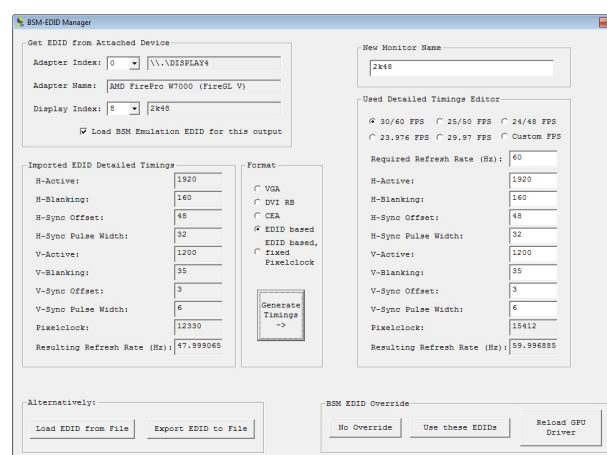 BSM-EDID Manager
Get EDID from Attached Device
Adapter Index: 0 \\.\DISPLAY4
Adapter Name: AMD FirePro W7000 (FireGL V)
Display Index: 8 2k48
Load BSM Emulation EDID for this output
New Monitor Name
2k48
Used Detailed Timings Editor
30/60 FPS 25/50 FPS 24/48 FPS
23.976 FPS 29.97 FPS Custom FPS
Required Refresh Rate (Hz): 60
H-Active: 1920
H-Blanking: 160
H-Sync Offset: 48
H-Sync Pulse Width: 32
V-Active: 1200
V-Blanking: 35
V-Sync Offset: 3
V-Sync Pulse Width: 6
Pixelclock: 15412
Resulting Refresh Rate (Hz): 59.996885
Imported EDID Detailed Timings
H-Active: 1920
H-Blanking: 160
H-Sync Offset: 48
H-Sync Pulse Width: 32
V-Active: 1200
V-Blanking: 35
V-Sync Offset: 3
V-Sync Pulse Width: 6
Pixelclock: 12330
Resulting Refresh Rate (Hz): 47.999065
Format
VGA
DVI RB
CEA
EDID based
EDID based,
fixed
Pixelclock
Generate
Timings
->
Alternatively:
Load EDID from File Export EDID to File
BSM EDID Override
No Override Use these EDIDs Reload GPU
Driver